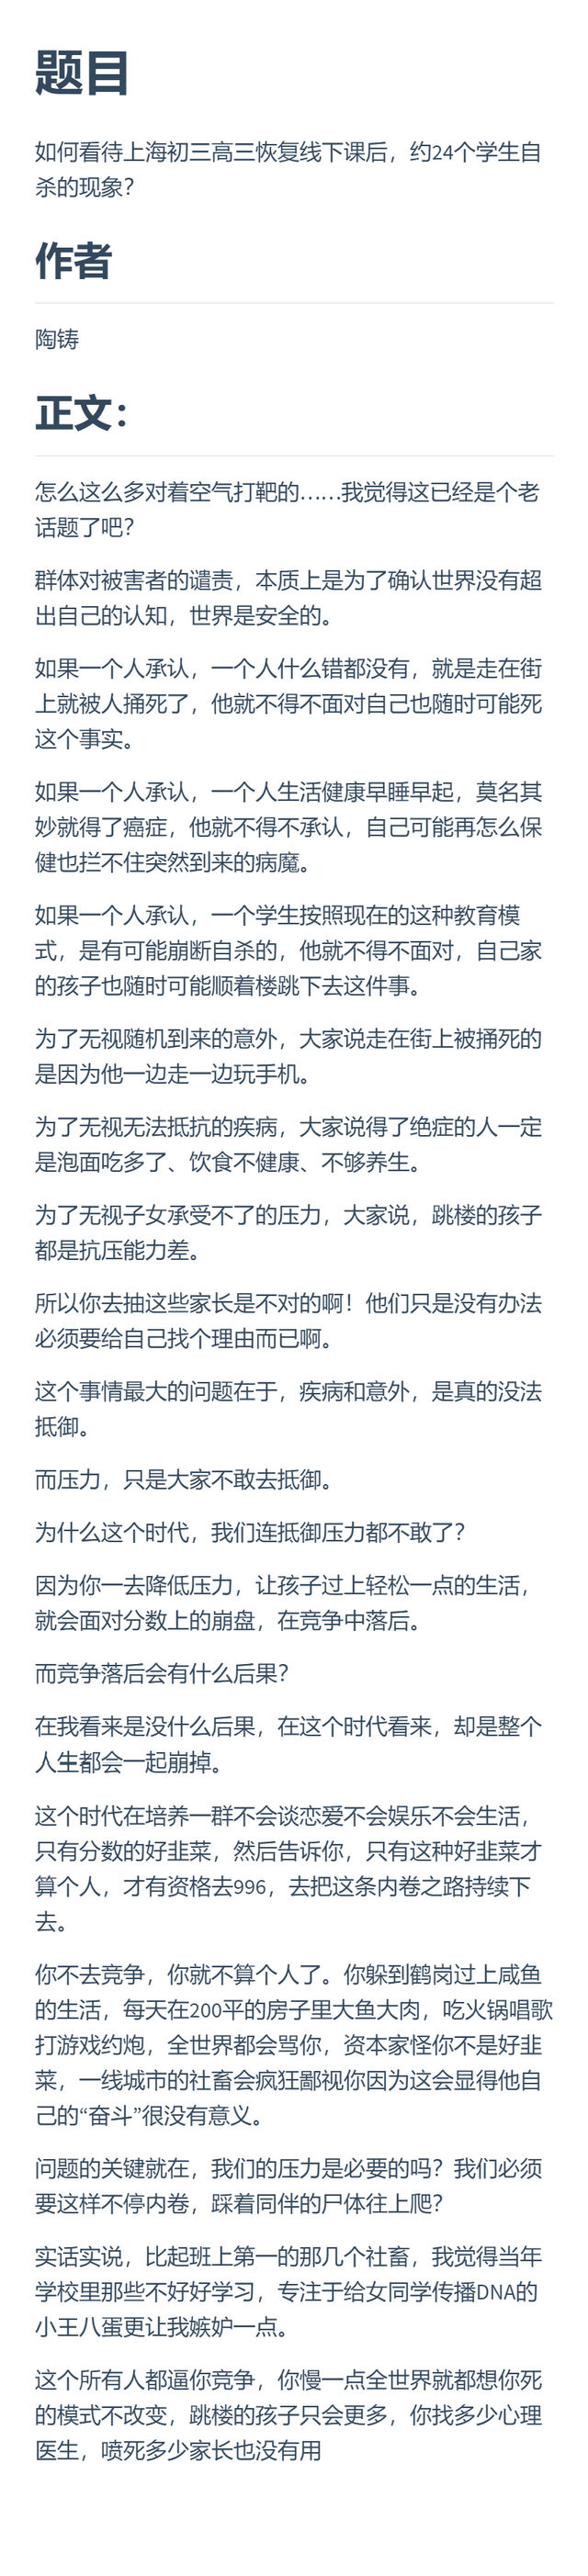 题目
如何看待上海初三高三恢复线下课后，约24个学生自
杀的现象？
作者
陶铸
正文：
怎么这么多对着空气打靶的……我觉得这已经是个老
话题了吧？
群体对被害者的谴责，本质上是为了确认世界没有超
出自己的认知，世界是安全的。
如果一个人承认，一个人什么错都没有，就是走在街
上就被人捅死了，他就不得不面对自己也随时可能死
这个事实。
如果一个人承认，一个人生活健康早睡早起，莫名其
妙就得了癌症，他就不得不承认，自己可能再怎么保
健也拦不住突然到来的病魔。
如果一个人承认，一个学生按照现在的这种教育模
式，是有可能崩断自杀的，他就不得不面对，自己家
的孩子也随时可能顺着楼跳下去这件事。
为了无视随机到来的意外，大家说走在街上被捅死的
是因为他一边走一边玩手机。
为了无视无法抵抗的疾病，大家说得了绝症的人一定
是泡面吃多了、饮食不健康、不够养生。
为了无视子女承受不了的压力，大家说，跳楼的孩子
都是抗压能力差。
所以你去抽这些家长是不对的啊！他们只是没有办法
必须要给自己找个理由而已啊。
这个事情最大的问题在于，疾病和意外，是真的没法
抵御。
而压力，只是大家不敢去抵御。
为什么这个时代，我们连抵御压力都不敢了？
因为你一去降低压力，让孩子过上轻松一点的生活，
就会面对分数上的崩盘，在竞争中落后。
而竞争落后会有什么后果？
在我看来是没什么后果，在这个时代看来，却是整个
人生都会一起崩掉。
这个时代在培养一群不会谈恋爱不会娱乐不会生活，
只有分数的好韭菜，然后告诉你，只有这种好韭菜才
算个人，才有资格去996，去把这条内卷之路持续下
去。
你不去竞争，你就不算个人了。你躲到鹤岗过上咸鱼
的生活，每天在200平的房子里大鱼大肉，吃火锅唱歌
打游戏约炮，全世界都会骂你，资本家怪你不是好韭
菜，一线城市的社畜会疯狂鄙视你因为这会显得他自
己的“奋斗”很没有意义。
问题的关键就在，我们的压力是必要的吗？我们必须
要这样不停内卷，踩着同伴的尸体往上爬？
实话实说，比起班上第一的那几个社畜，我觉得当年
学校里那些不好好学习，专注于给女同学传播DNA的
小王八蛋更让我嫉妒一点。
这个所有人都逼你竞争，你慢一点全世界就都想你死
的模式不改变，跳楼的孩子只会更多，你找多少心理
医生，喷死多少家长也没有用